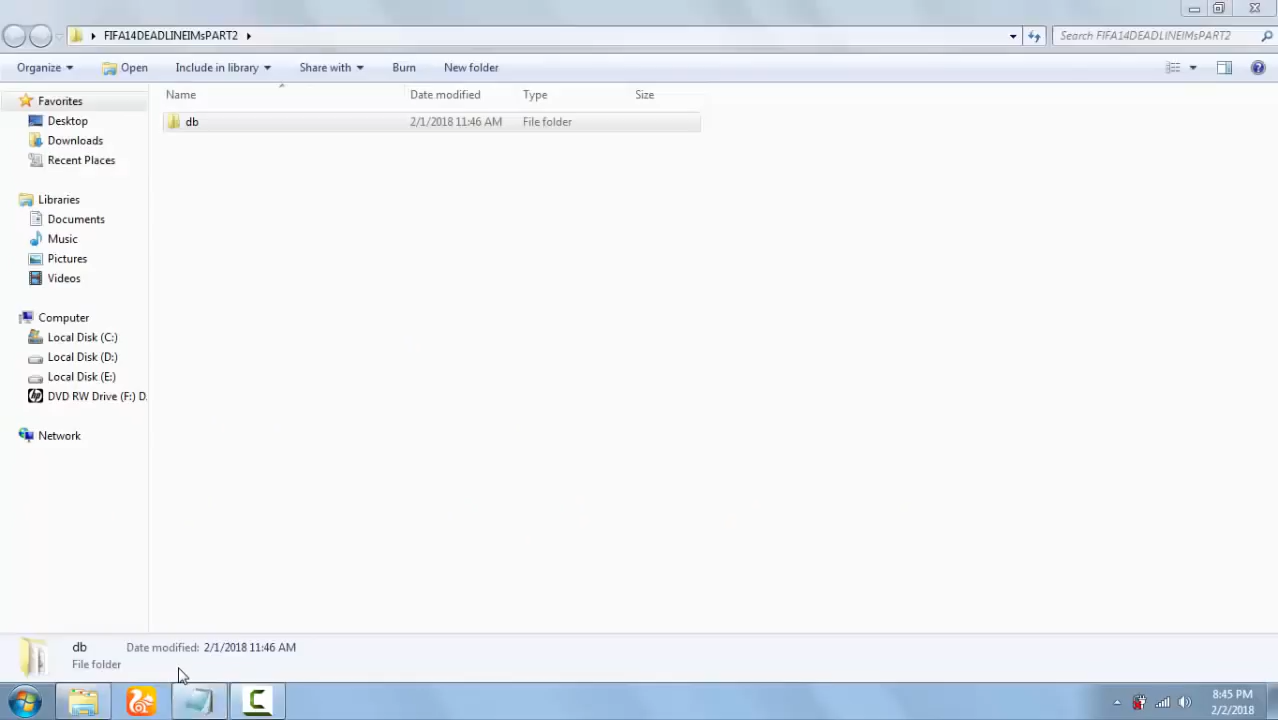 FIFA14DEADLINEIMsPART2
Search FIFA14DEADLINEIMsPART2
Organize Open Include in library Share with Burn New folder
Name Date modified Type Size
Favorites
db 2/1/2018 11:46 AM File folder
Desktop
Downloads
Recent Places
Libraries
Documents
Music
Pictures
Videos
Computer
Local Disk (C:)
Local Disk (D:)
Local Disk (E:)
DVD RW Drive (F:) D
Network
db Date modified: 2/1/2018 11:46 AM
File folder
8:45 PM
2/2/2018